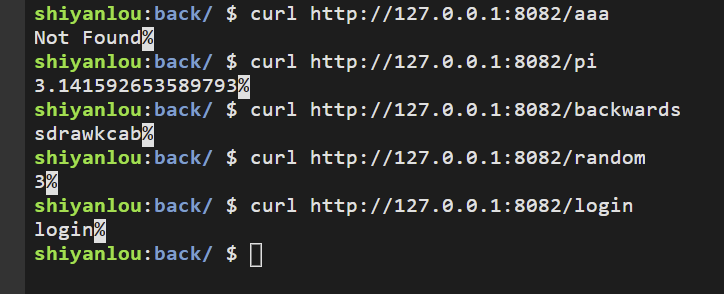 shiyanlou:back/ $ curl http://127.0.0.1:8082/aaa
Not Found%
shiyanlou:back/ $ curl http://127.0.0.1:8082/pi
3.141592653589793%
shiyanlou:back/ $ curl http://127.0.0.1:8082/backwards
sdrawkcab%
shiyanlou:back/ $ curl http://127.0.0.1:8082/random
3%
shiyanlou:back/ $ curl http://127.0.0.1:8082/login
login%
shiyanlou:back/ $